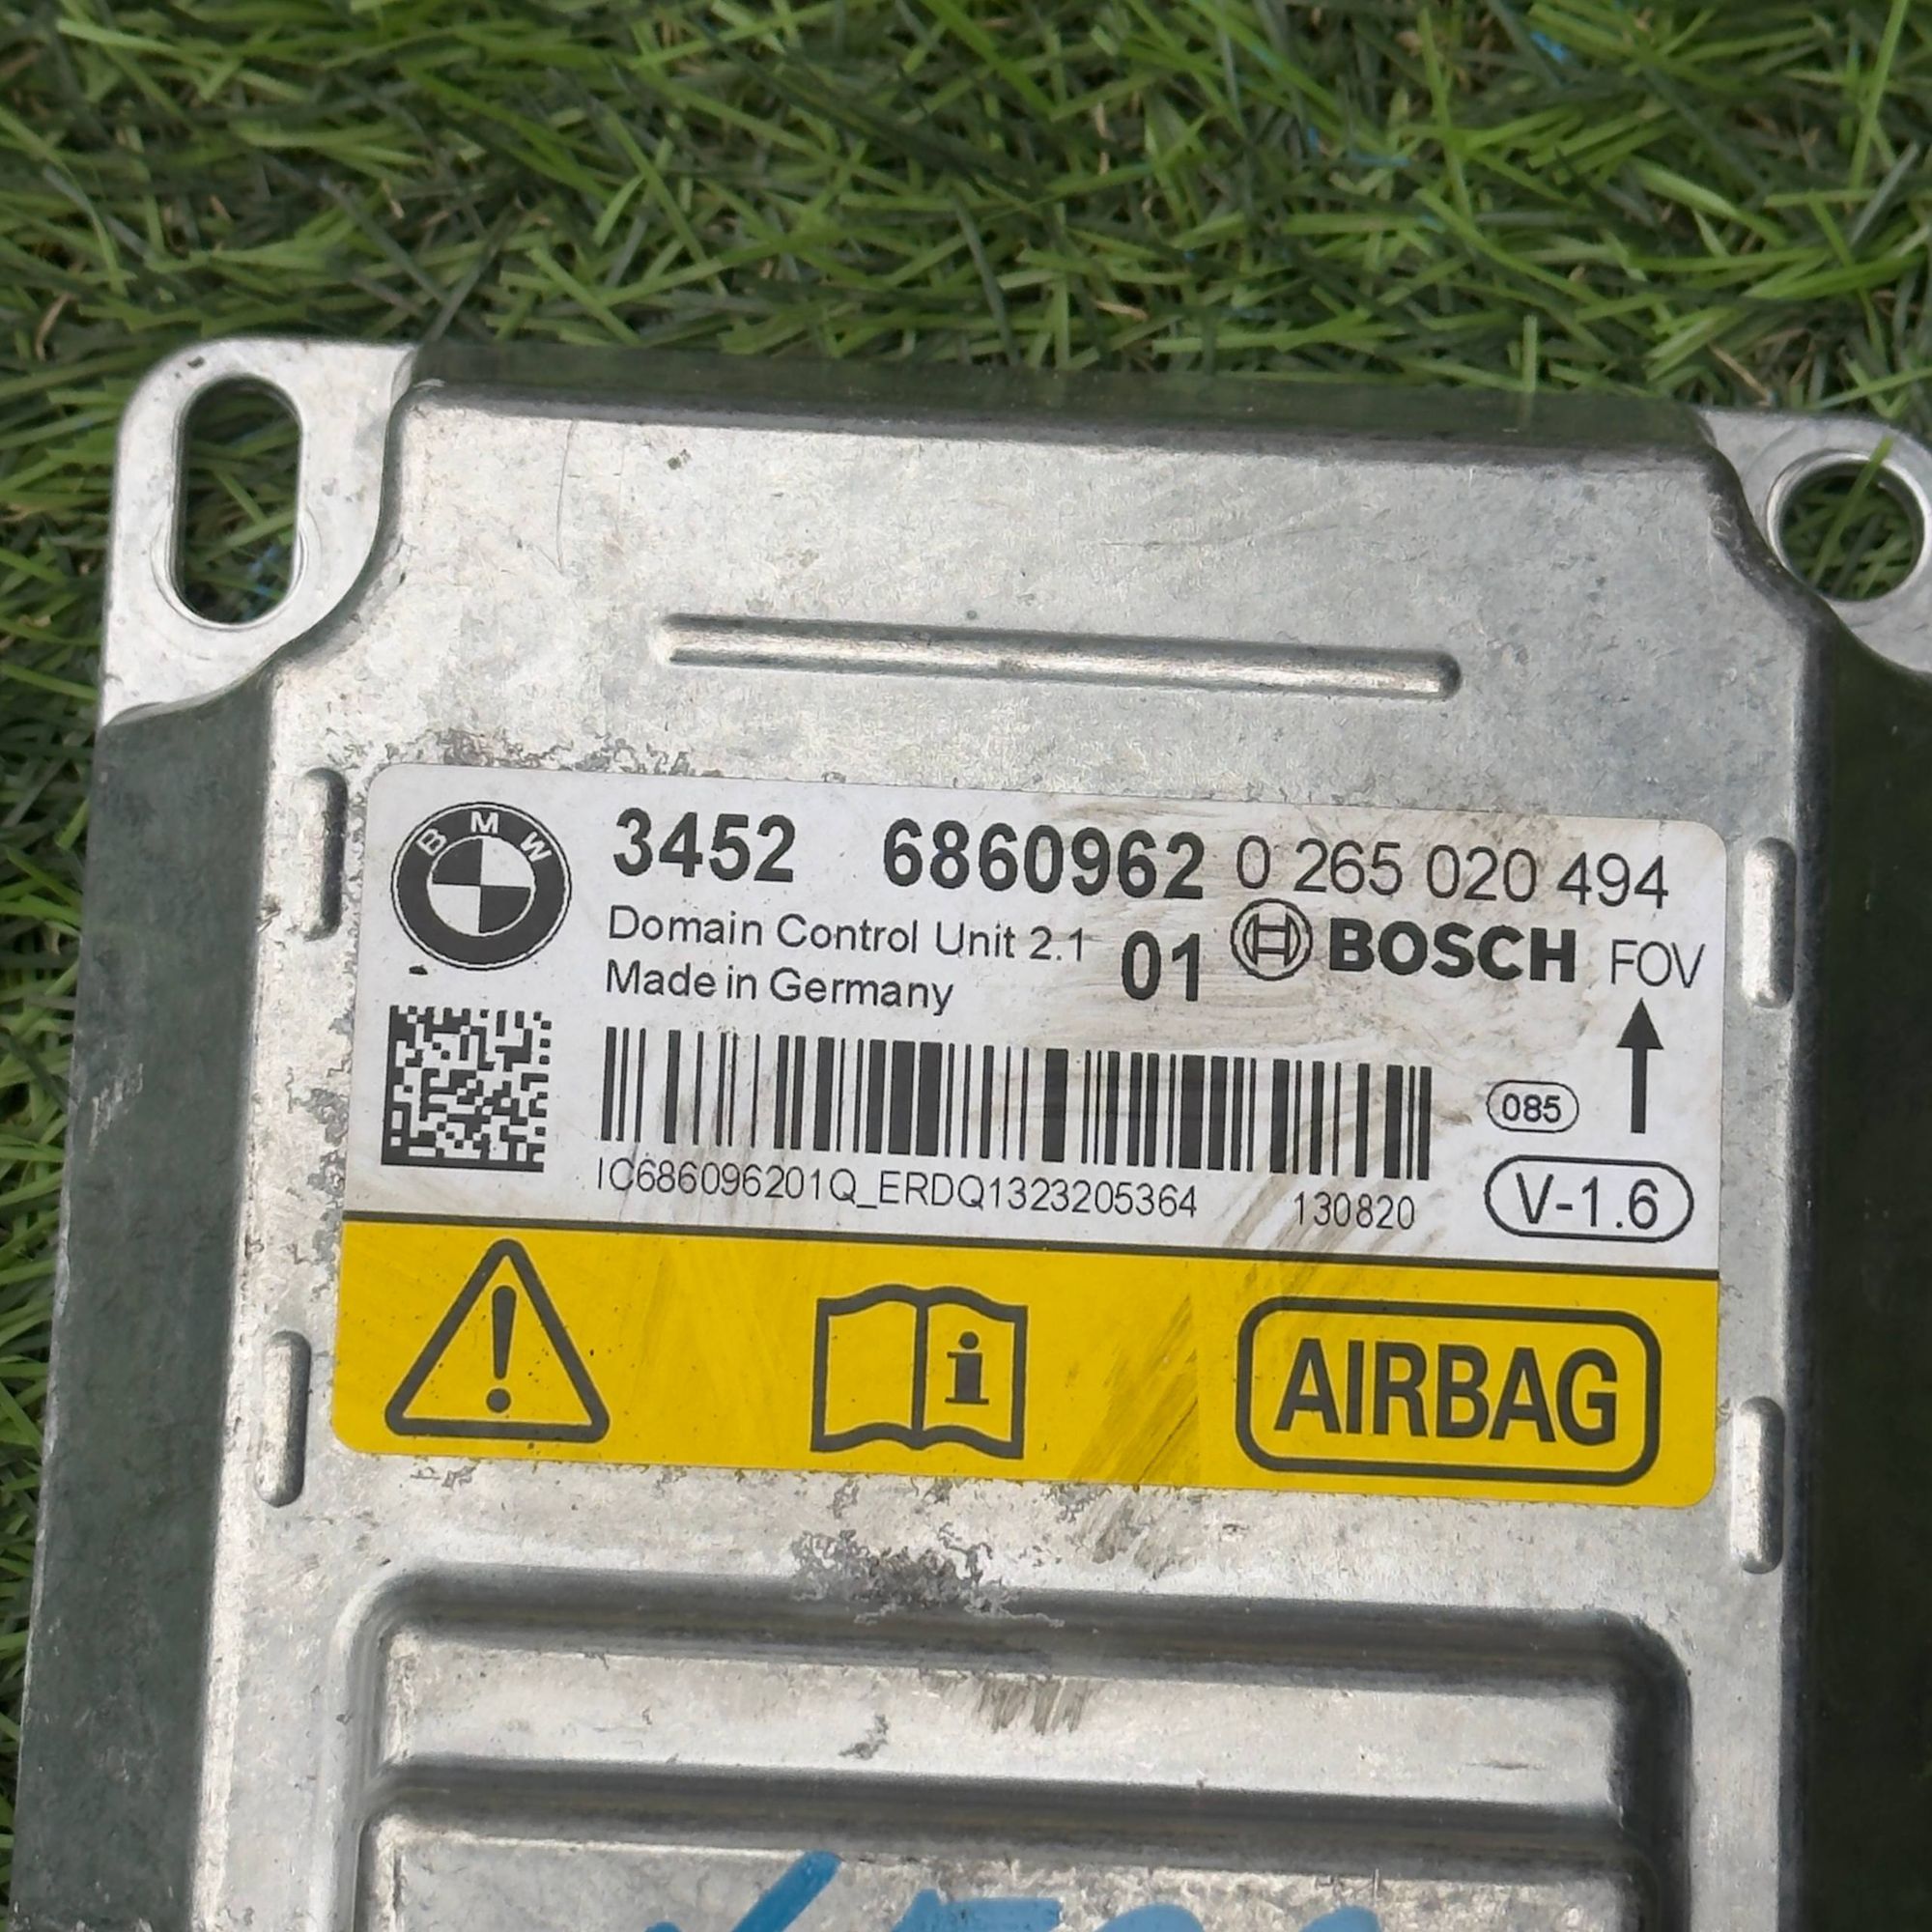 BMW
3452 6860962 0 265 020 494
Domain Control Unit 2.1 01 BOSCH FOV
Made in Germany
085
IC686096201Q_ERDQ1323205364 130820 V-1.6
i AIRBAG